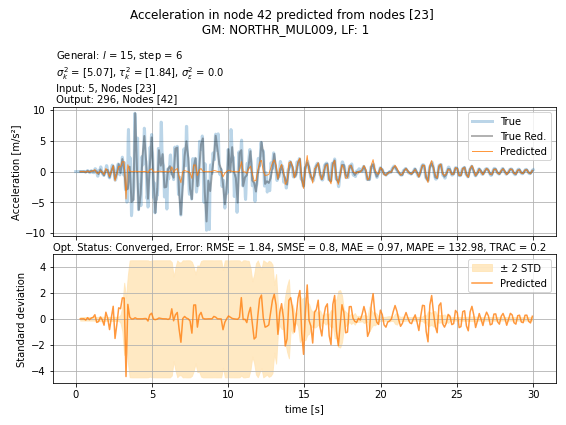 Acceleration in node 42 predicted from nodes [23]
GM: NORTHR_MUL009, LF: 1
General: l = 15, step = 6
σ²ₖ = [5.07], τ²ₖ = [1.84], σ²ε = 0.0
Input: 5, Nodes [23]
Output: 296, Nodes [42]
10
5
0
−5
−10
Acceleration [m/s²]
True
True Red.
Predicted
Opt. Status: Converged, Error: RMSE = 1.84, SMSE = 0.8, MAE = 0.97, MAPE = 132.98, TRAC = 0.2
4
2
0
−2
−4
Standard deviation
± 2 STD
Predicted
0 5 10 15 20 25 30
time [s]